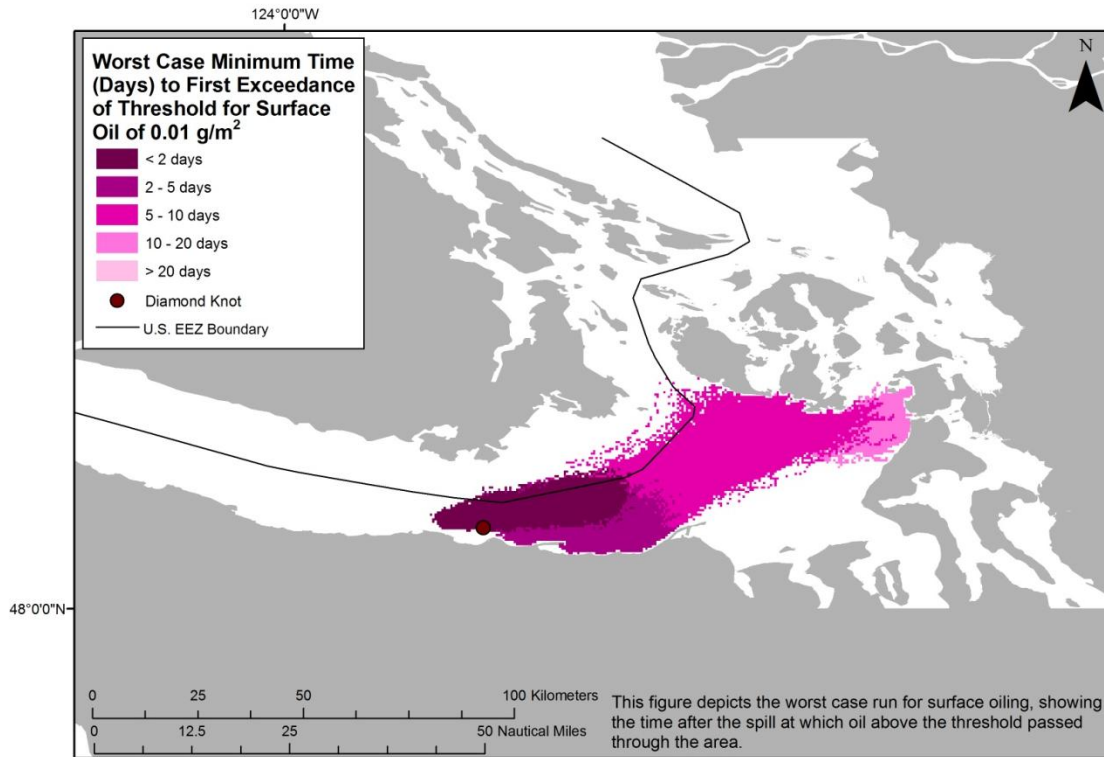 124°0'0"W
Worst Case Minimum Time
(Days) to First Exceedance
of Threshold for Surface
Oil of 0.01 g/m²
< 2 days
2 - 5 days
5 - 10 days
10 - 20 days
> 20 days
Diamond Knot
U.S. EEZ Boundary
N
48°0'0"N
0 25 50 100 Kilometers
0 12.5 25 50 Nautical Miles
This figure depicts the worst case run for surface oiling, showing
the time after the spill at which oil above the threshold passed
through the area.